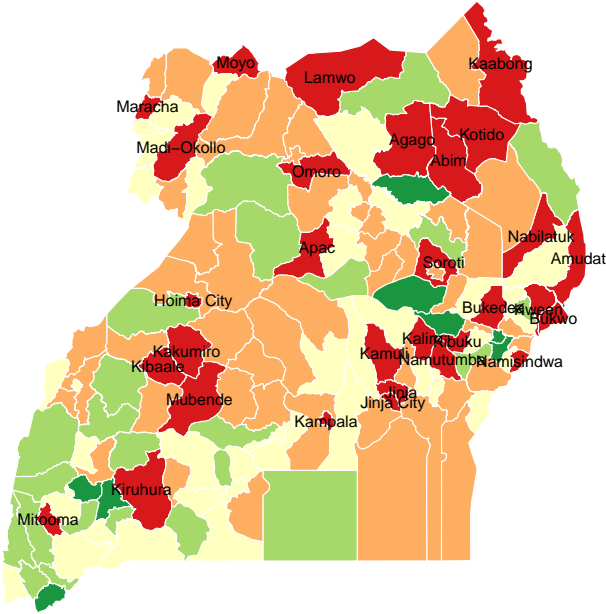 Kaabong
Moyo
Lamwo
Maracha
Kotido
Agago
Madi-Okollo
Abim
Omoro
Nabilatuk
Apac
Amudat
Soroti
Hoima City
Bukedea
Kween
Bukwo
Kaliro
Kibuku
Kakumiro
Kamuli
Namutumba
Namisindwa
Kibaale
Jinja
Mubende
Jinja City
Kampala
Kiruhura
Mitooma